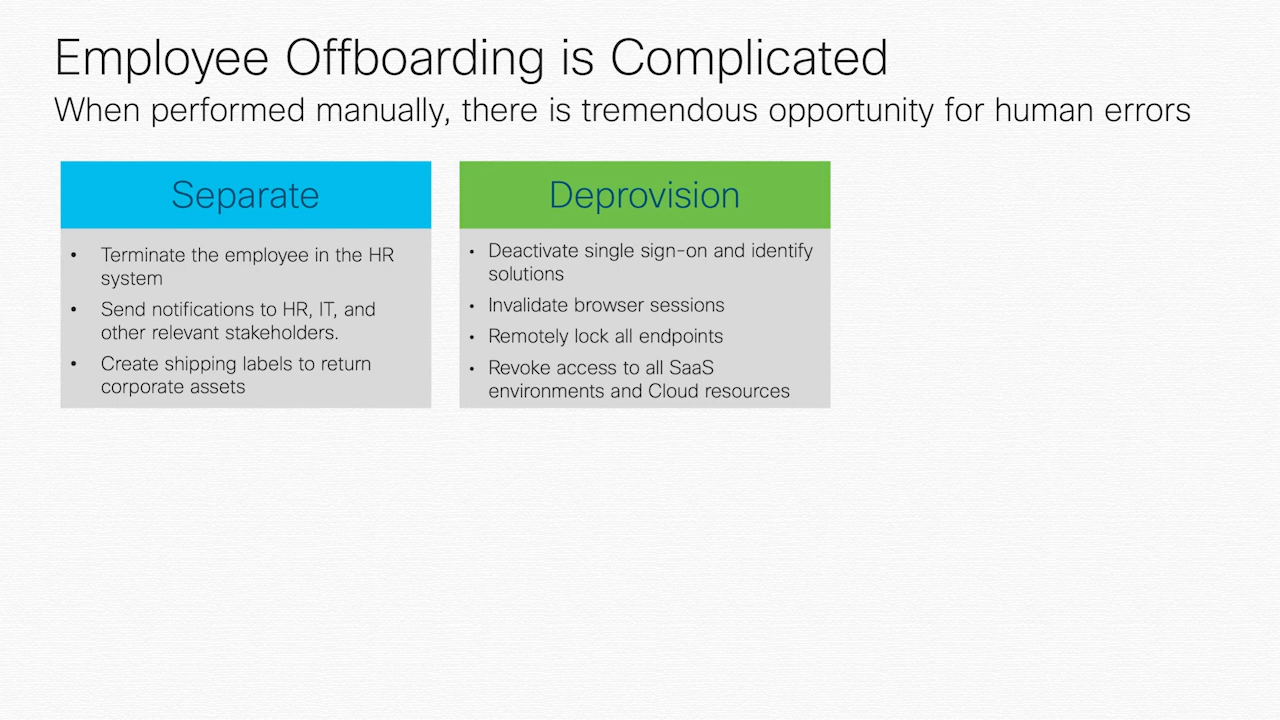 Employee Offboarding is Complicated
When performed manually, there is tremendous opportunity for human errors
Separate
• Terminate the employee in the HR
system
• Send notifications to HR, IT, and
other relevant stakeholders.
• Create shipping labels to return
corporate assets
Deprovision
• Deactivate single sign-on and identify
solutions
• Invalidate browser sessions
• Remotely lock all endpoints
• Revoke access to all SaaS
environments and Cloud resources